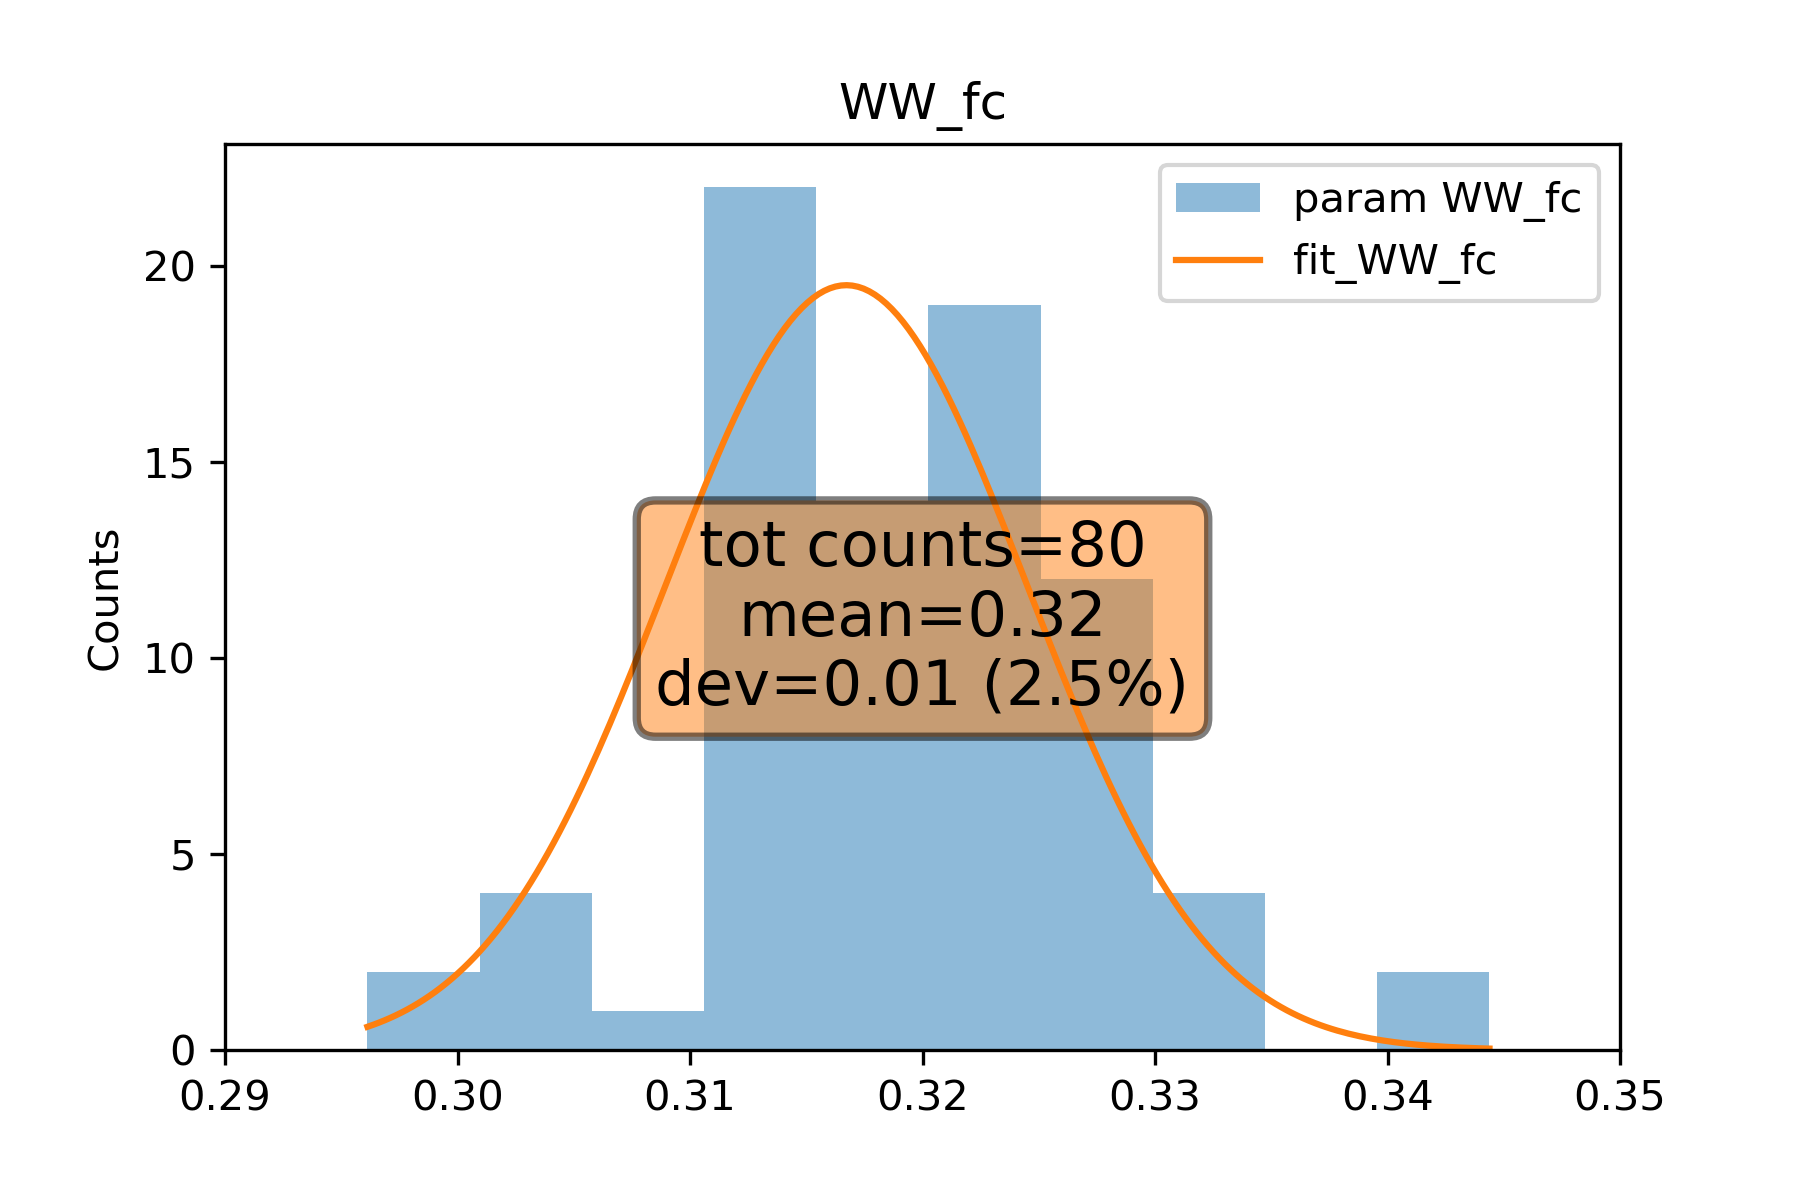 WW_fc
param WW_fc
fit_WW_fc
Counts
20
15
10
5
0
tot counts=80
mean=0.32
dev=0.01 (2.5%)
0.29 0.30 0.31 0.32 0.33 0.34 0.35